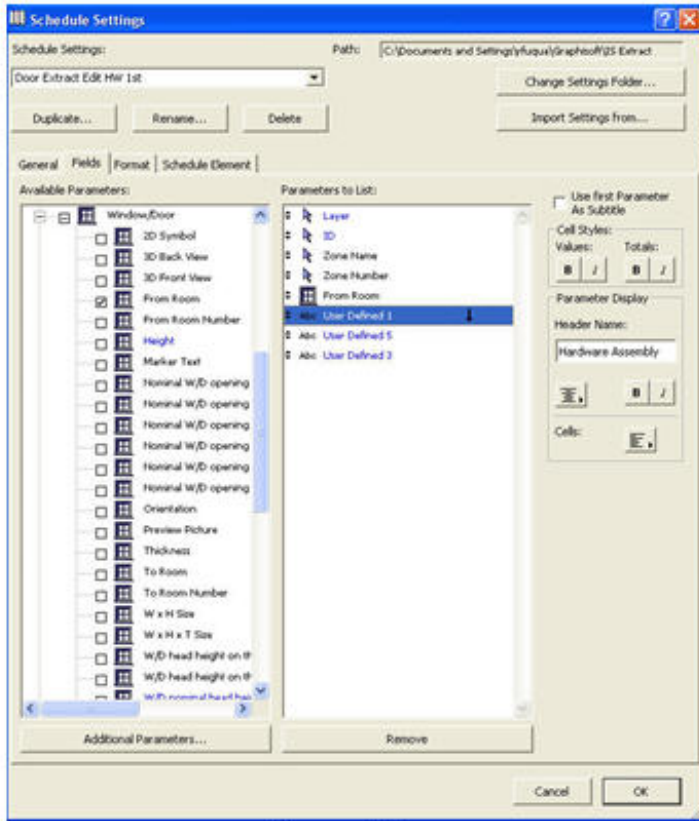 Schedule Settings
Schedule Settings:
Path:
C:\Documents and Settings\yfuqua\Graphisoft\IS Extract
Door Extract Edit HW 1st
Change Settings Folder...
Duplicate...
Rename...
Delete
Import Settings from...
General
Fields
Format
Schedule Element
Available Parameters:
Window/Door
2D Symbol
3D Back View
3D Front View
From Room
From Room Number
Height
Marker Text
Nominal W/D opening
Nominal W/D opening
Nominal W/D opening
Nominal W/D opening
Nominal W/D opening
Nominal W/D opening
Orientation
Preview Picture
Thickness
To Room
To Room Number
W x H Size
W x H x T Size
W/D head height on th
W/D head height on th
W/D nominal head hei
Additional Parameters...
Parameters to List:
Layer
ID
Zone Name
Zone Number
From Room
Abc User Defined 1
Abc User Defined 5
Abc User Defined 3
Remove
Use first Parameter
As Subtitle
Cell Styles:
Values: Totals:
B I B I
Parameter Display
Header Name:
Hardware Assembly
B I
Cells:
Cancel
OK